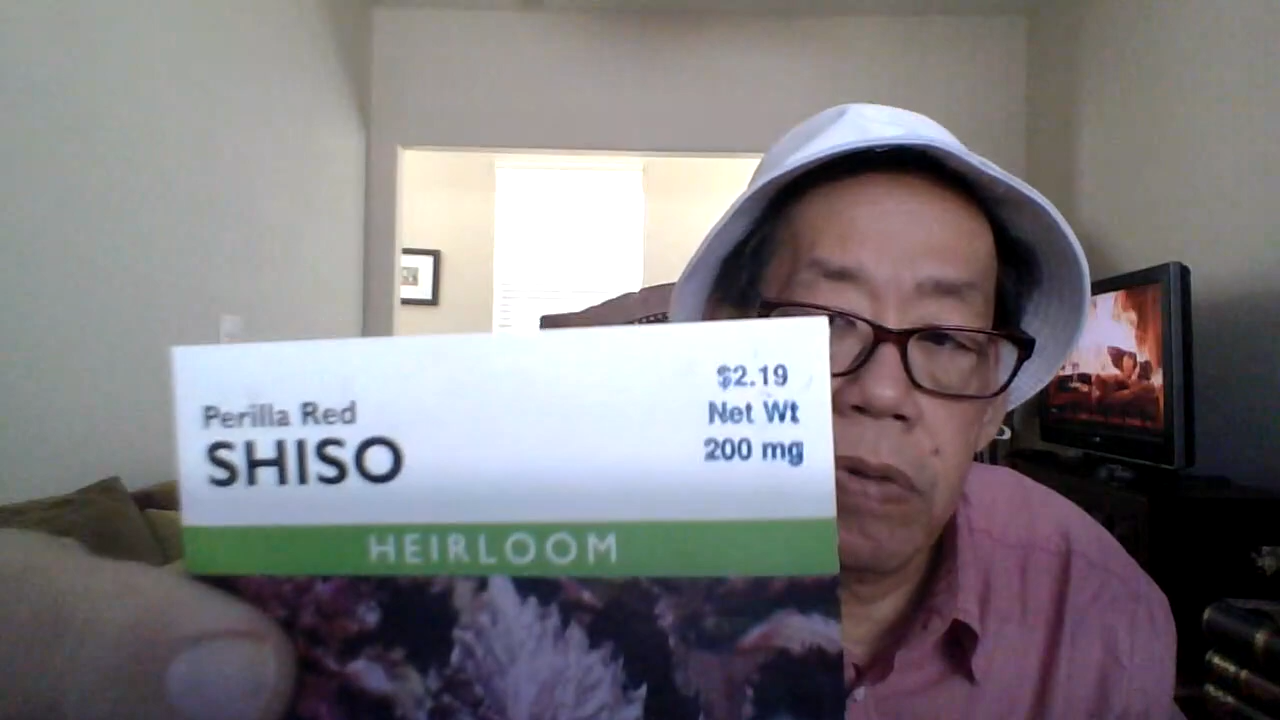 Perilla Red
SHISO
$2.19
Net Wt
200 mg
HEIRLOOM